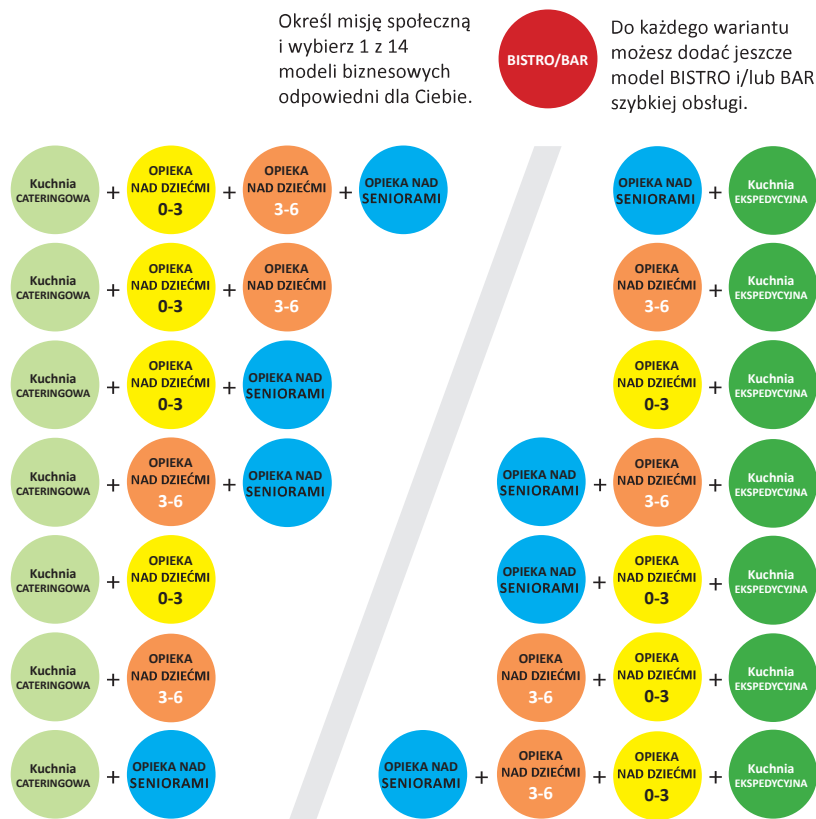 Określ misję społeczną
i wybierz 1 z 14
modeli biznesowych
odpowiedni dla Ciebie.
BISTRO/BAR
Do każdego wariantu
możesz dodać jeszcze
model BISTRO i/lub BAR
szybkiej obsługi.
Kuchnia
CATERINGOWA
+
OPIEKA
NAD DZIEĆMI
0-3
+
OPIEKA
NAD DZIEĆMI
3-6
+
OPIEKA NAD
SENIORAMI
Kuchnia
CATERINGOWA
+
OPIEKA
NAD DZIEĆMI
0-3
+
OPIEKA
NAD DZIEĆMI
3-6
Kuchnia
CATERINGOWA
+
OPIEKA
NAD DZIEĆMI
0-3
+
OPIEKA NAD
SENIORAMI
Kuchnia
CATERINGOWA
+
OPIEKA
NAD DZIEĆMI
3-6
+
OPIEKA NAD
SENIORAMI
Kuchnia
CATERINGOWA
+
OPIEKA
NAD DZIEĆMI
0-3
Kuchnia
CATERINGOWA
+
OPIEKA
NAD DZIEĆMI
3-6
Kuchnia
CATERINGOWA
+
OPIEKA NAD
SENIORAMI
OPIEKA NAD
SENIORAMI
+
Kuchnia
EKSPEDYCYJNA
OPIEKA
NAD DZIEĆMI
3-6
+
Kuchnia
EKSPEDYCYJNA
OPIEKA
NAD DZIEĆMI
0-3
+
Kuchnia
EKSPEDYCYJNA
OPIEKA NAD
SENIORAMI
+
OPIEKA
NAD DZIEĆMI
3-6
+
Kuchnia
EKSPEDYCYJNA
OPIEKA NAD
SENIORAMI
+
OPIEKA
NAD DZIEĆMI
0-3
+
Kuchnia
EKSPEDYCYJNA
OPIEKA
NAD DZIEĆMI
3-6
+
OPIEKA
NAD DZIEĆMI
0-3
+
Kuchnia
EKSPEDYCYJNA
OPIEKA NAD
SENIORAMI
+
OPIEKA
NAD DZIEĆMI
3-6
+
OPIEKA
NAD DZIEĆMI
0-3
+
Kuchnia
EKSPEDYCYJNA